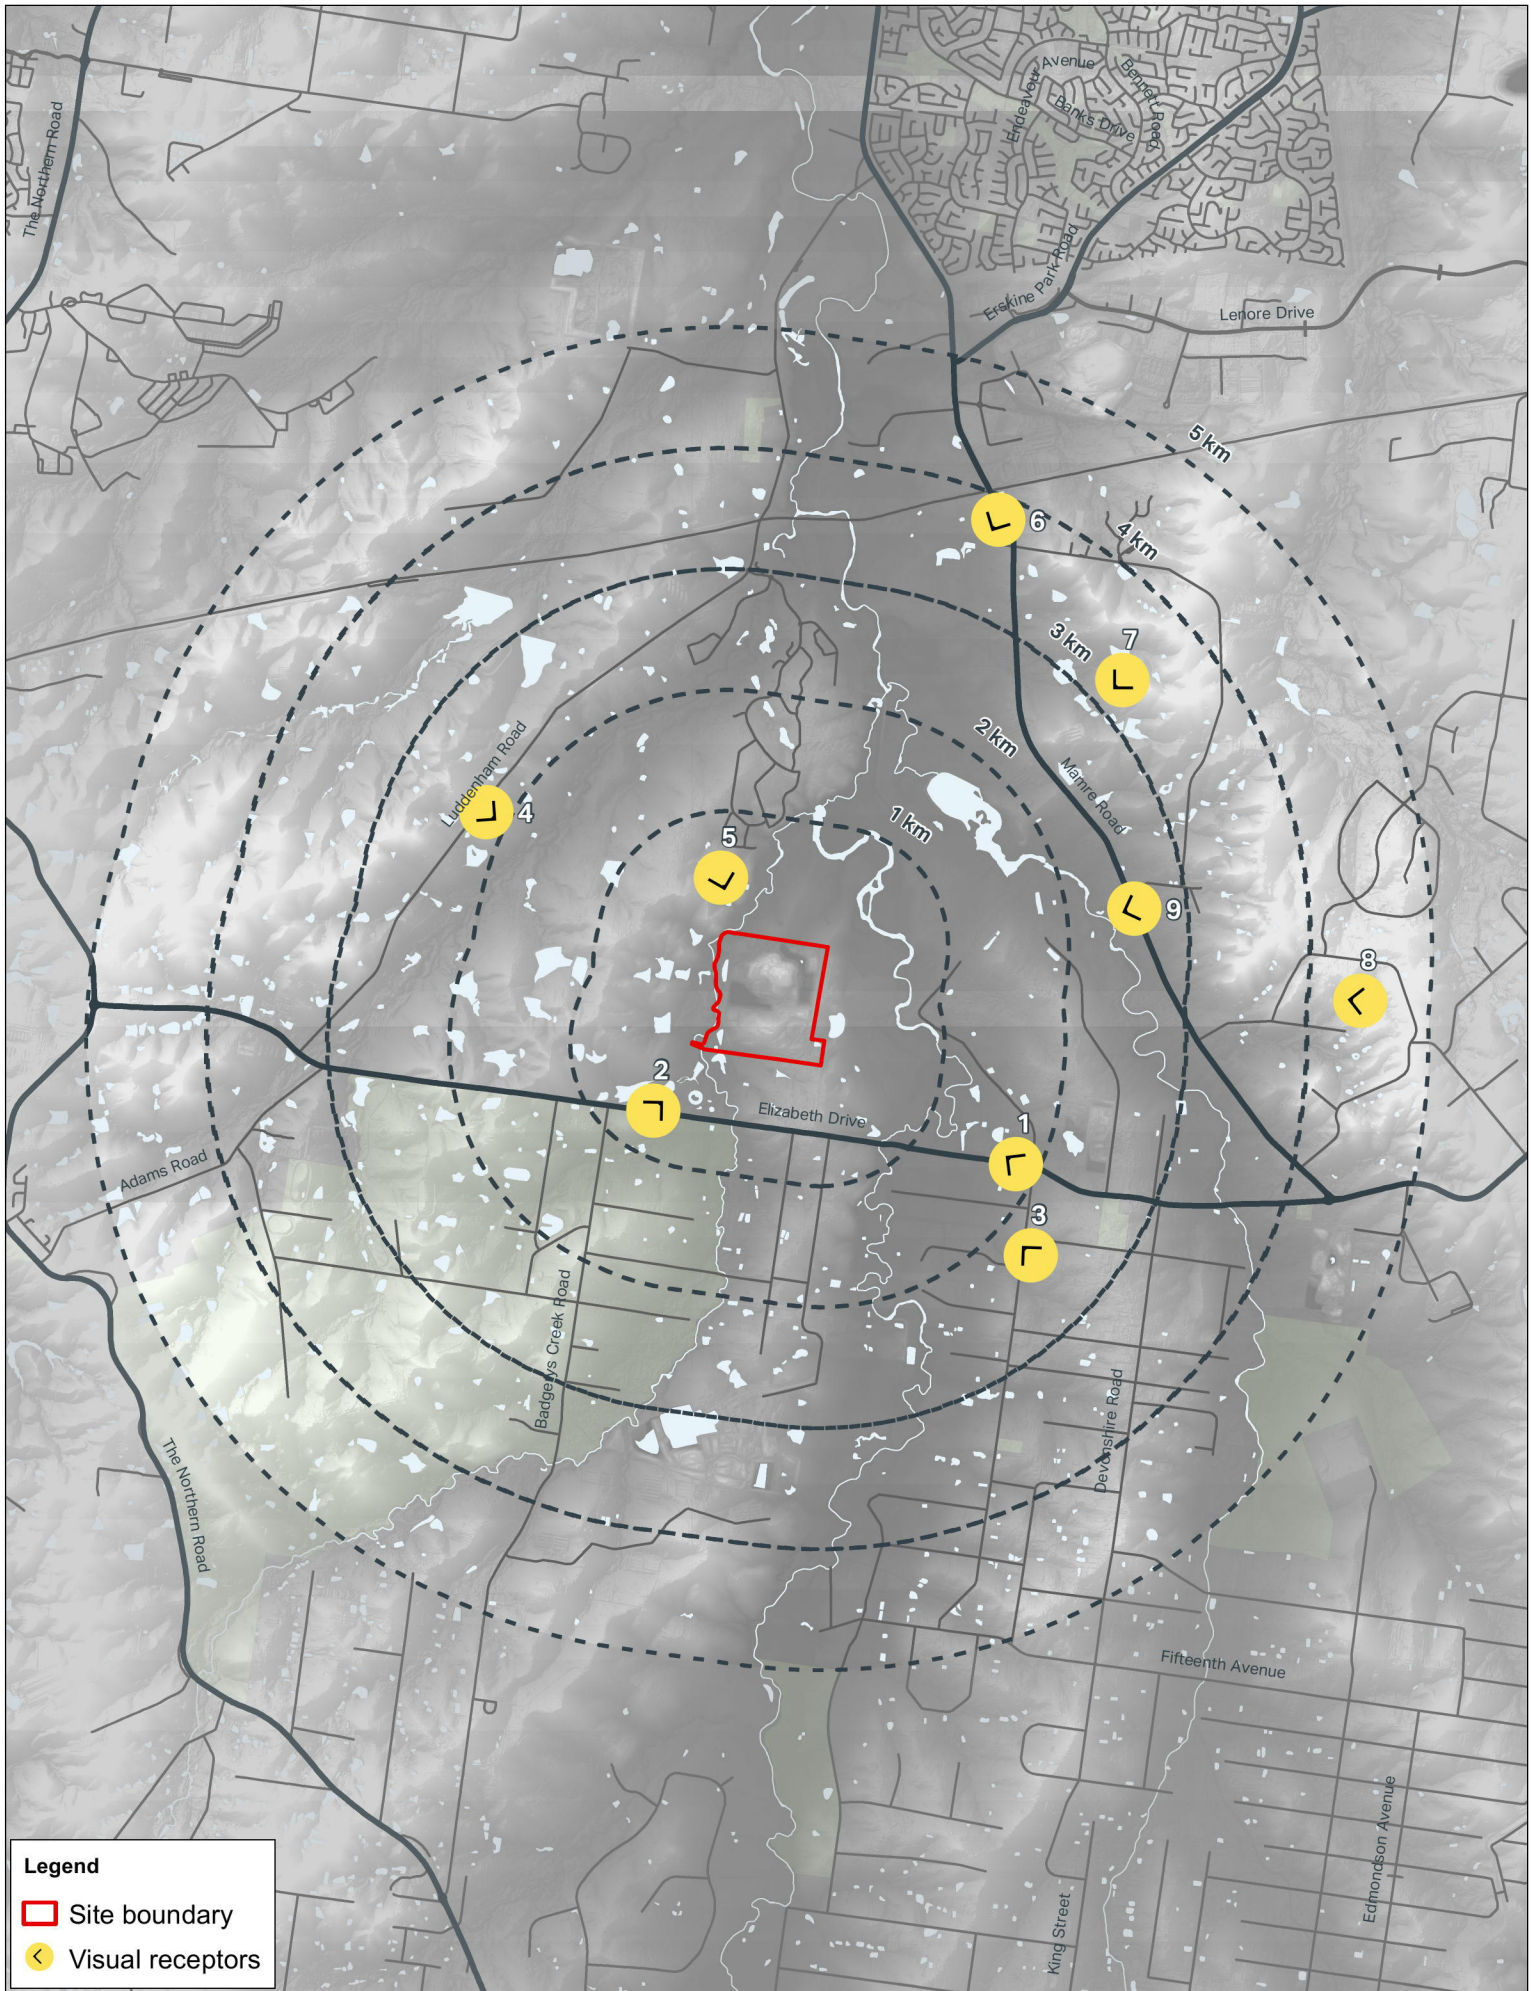 Endeavour Avenue
Bennett Road
Banks Drive
The Northern Road
Erskine Park Road
Lenore Drive
5 km
6
4 km
7
3 km
2 km
Luddenham Road
Mamre Road
4
5
1 km
9
8
2
Elizabeth Drive
1
Adams Road
3
Badgerys Creek Road
Devonshire Road
The Northern Road
Fifteenth Avenue
Edmondson Avenue
King Street
Legend
Site boundary
Visual receptors